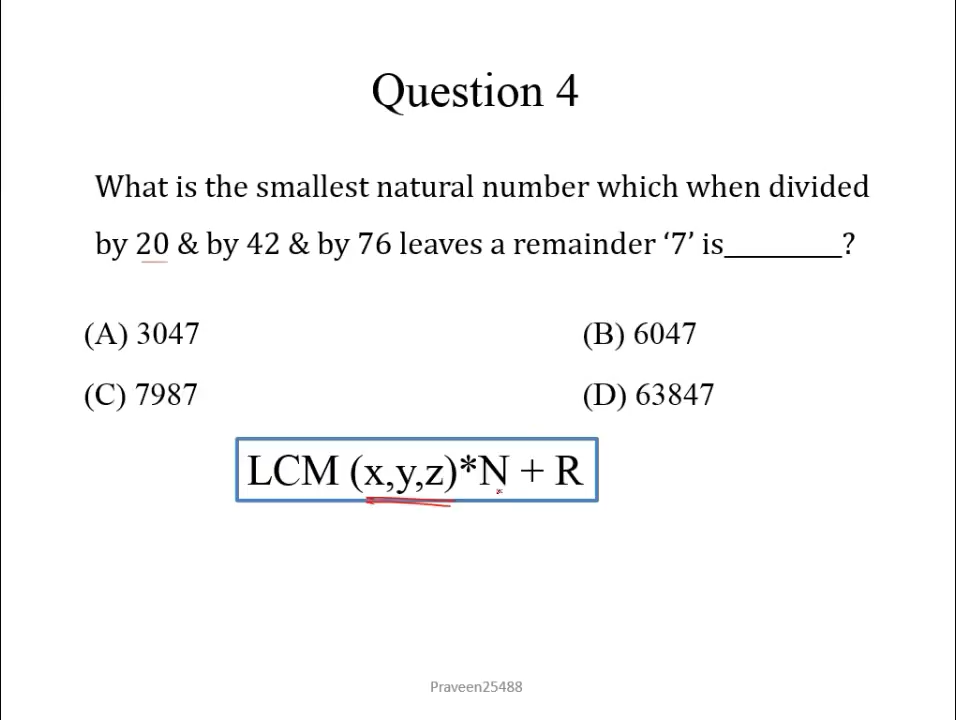 Question 4
What is the smallest natural number which when divided
by 20 & by 42 & by 76 leaves a remainder ‘7’ is________?
(A) 3047 (B) 6047
(C) 7987 (D) 63847
LCM (x,y,z)*N + R
Praveen25488